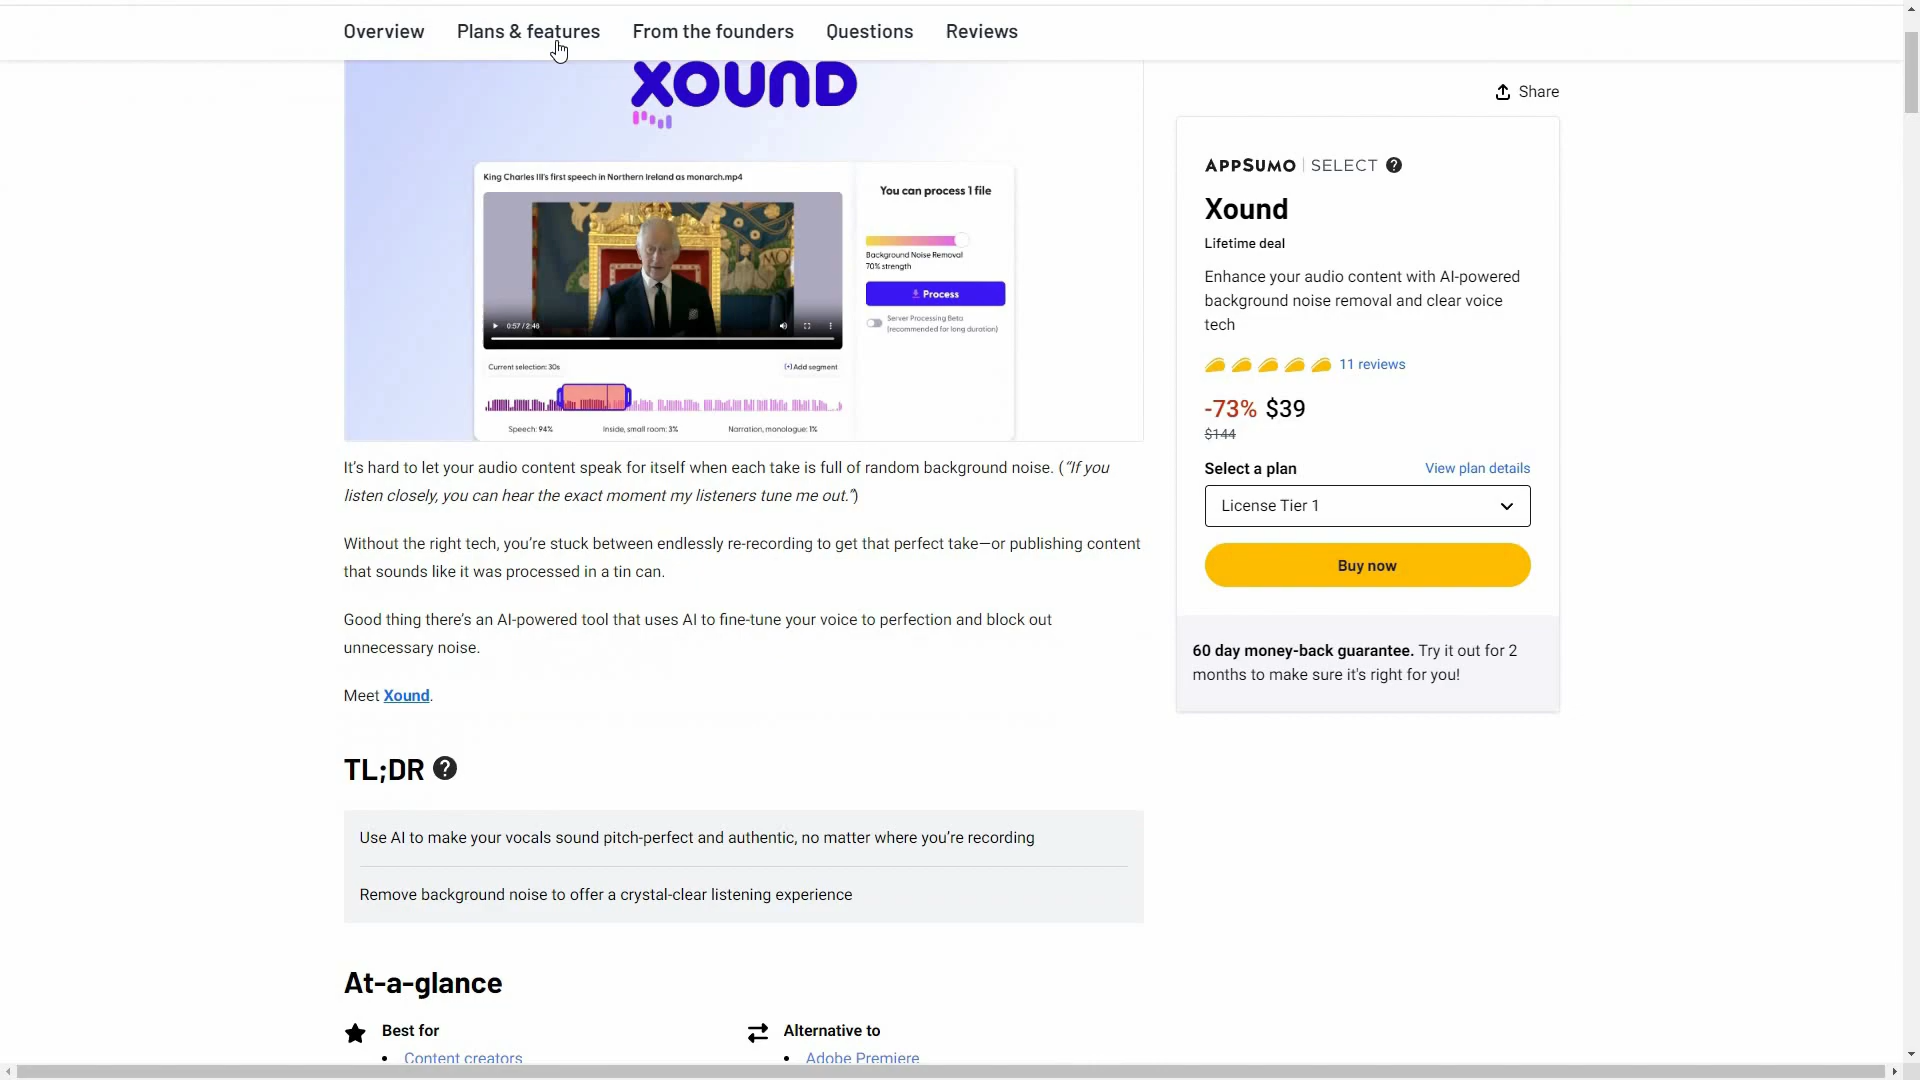 Overview Plans & features From the founders Questions Reviews
XOUND
King Charles III's first speech in Northern Ireland as monarch.mp4
You can process 1 file
Background Noise Removal
70% strength
Process
Server Processing Beta
(recommended for long duration)
0:57 / 2:46
Current selection: 30s
Add segment
Speech: 94% Inside, small room: 3% Narration, monologue: 1%
It's hard to let your audio content speak for itself when each take is full of random background noise. (“If you
listen closely, you can hear the exact moment my listeners tune me out.”)
Without the right tech, you’re stuck between endlessly re-recording to get that perfect take—or publishing content
that sounds like it was processed in a tin can.
Good thing there’s an AI-powered tool that uses AI to fine-tune your voice to perfection and block out
unnecessary noise.
Meet Xound.
TL;DR ?
Use AI to make your vocals sound pitch-perfect and authentic, no matter where you’re recording
Remove background noise to offer a crystal-clear listening experience
At-a-glance
Best for
• Content creators
Alternative to
• Adobe Premiere
Share
APPSUMO | SELECT ?
Xound
Lifetime deal
Enhance your audio content with AI-powered
background noise removal and clear voice
tech
11 reviews
-73% $39
$144
Select a plan View plan details
License Tier 1
Buy now
60 day money-back guarantee. Try it out for 2
months to make sure it's right for you!